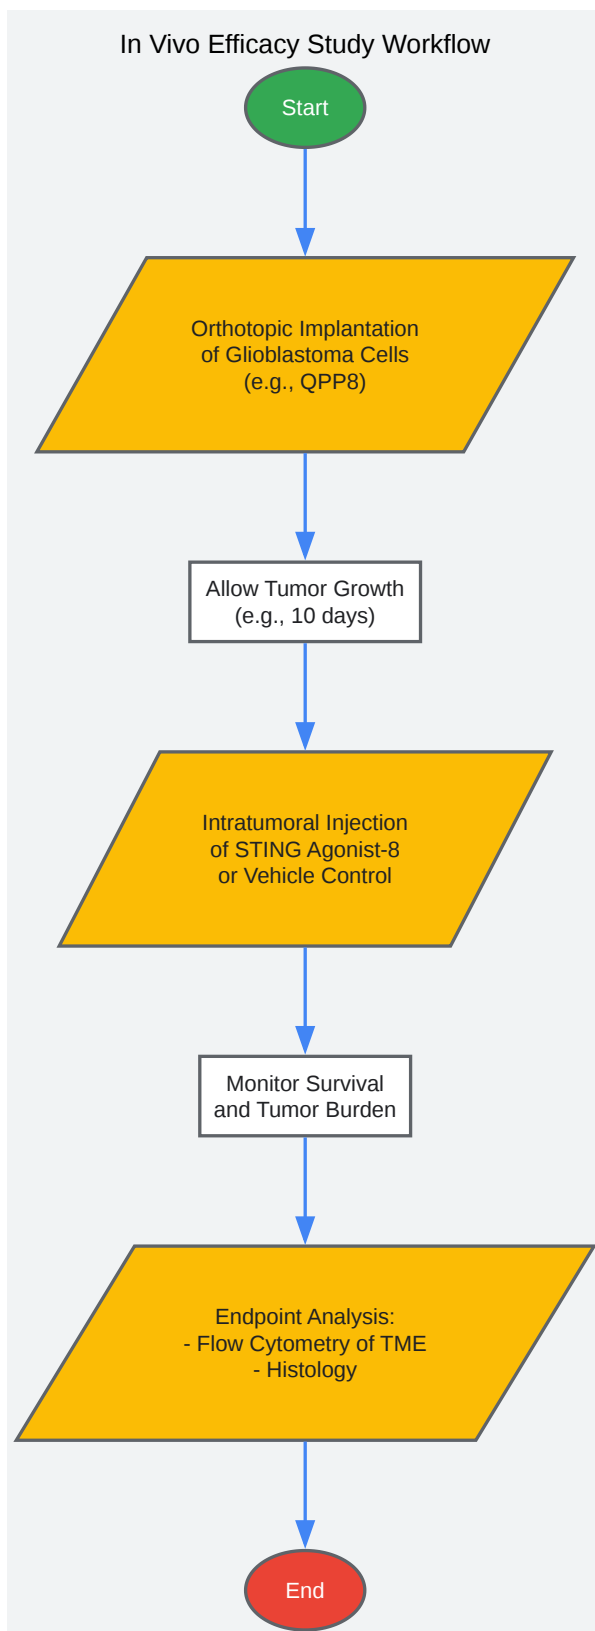 In Vivo Efficacy Study Workflow
Start
Orthotopic Implantation
of Glioblastoma Cells
(e.g., QPP8)
Allow Tumor Growth
(e.g., 10 days)
Intratumoral Injection
of STING Agonist-8
or Vehicle Control
Monitor Survival
and Tumor Burden
Endpoint Analysis:
- Flow Cytometry of TME
- Histology
End